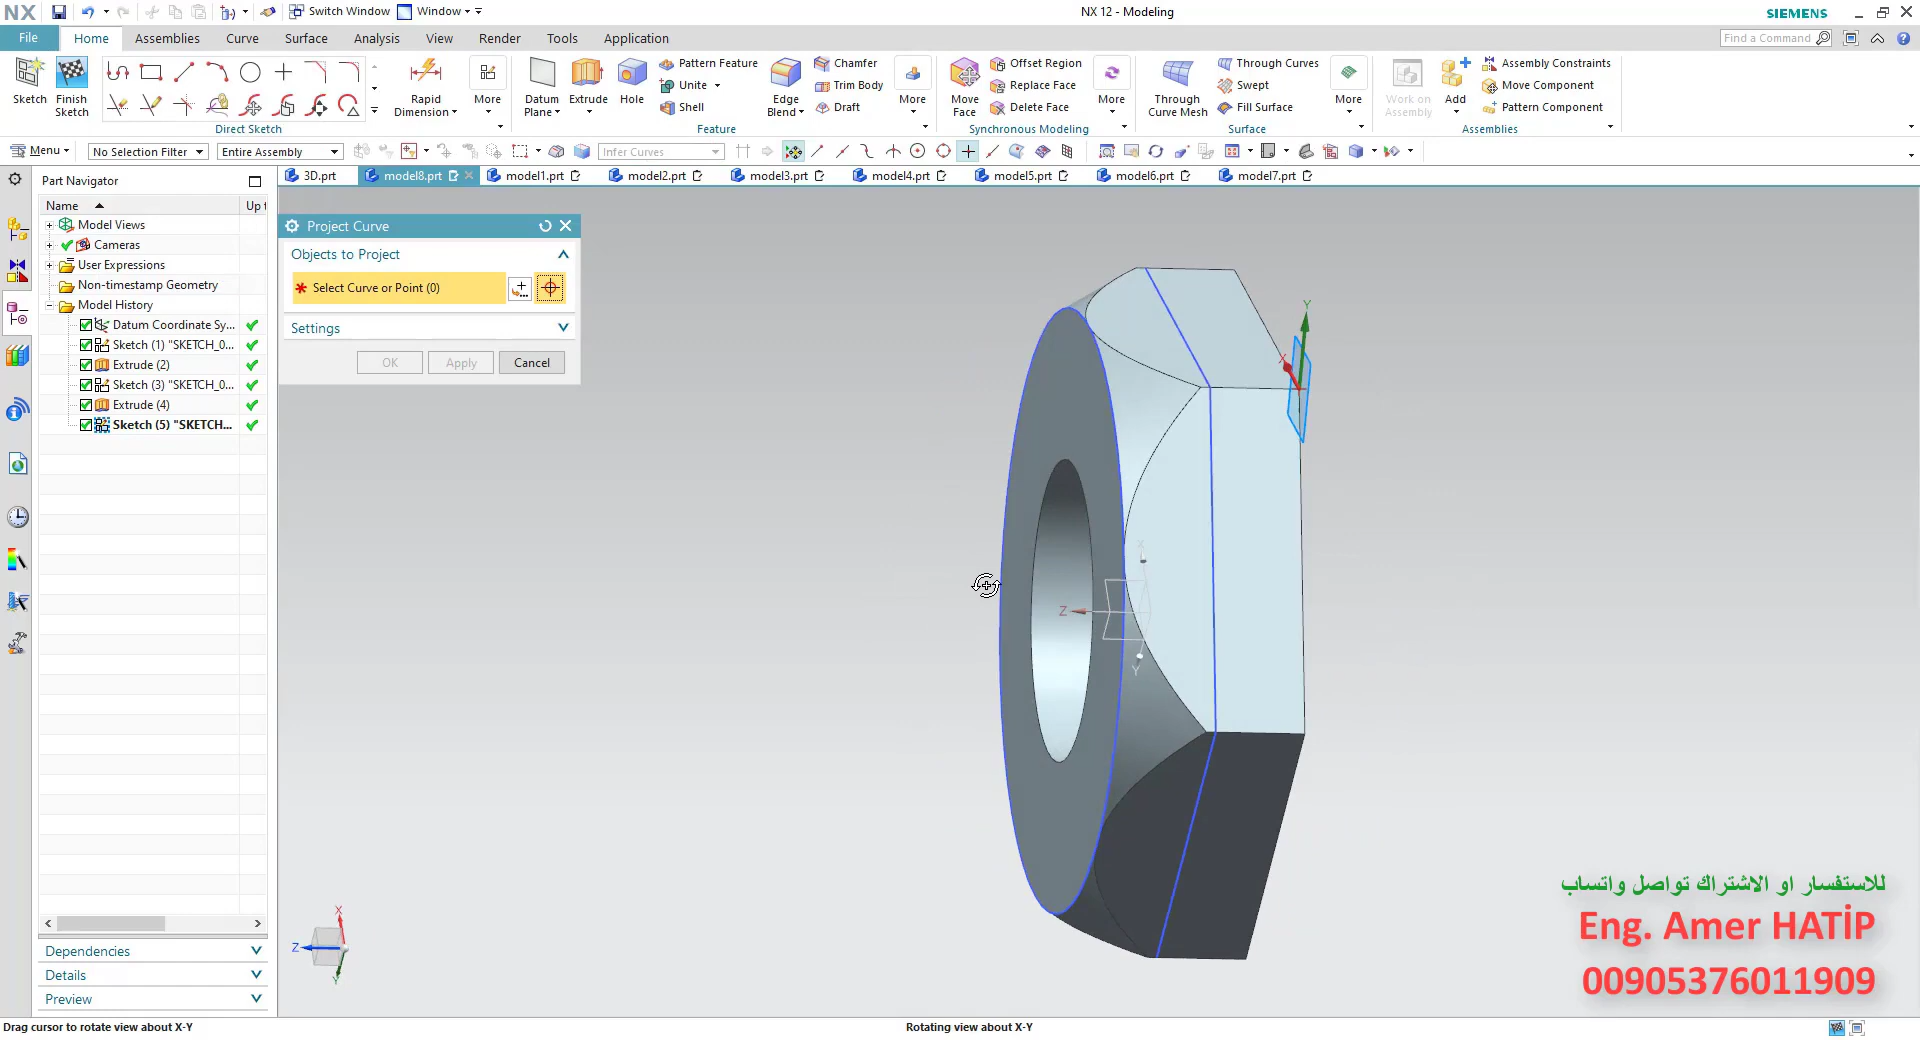 NX
Switch Window
Window
NX 12 - Modeling
SIEMENS
File
Home
Assemblies
Curve
Surface
Analysis
View
Render
Tools
Application
Find a Command
Sketch
Finish Sketch
Direct Sketch
Rapid Dimension
More
Datum Plane
Extrude
Hole
Pattern Feature
Unite
Shell
Edge Blend
Chamfer
Trim Body
Draft
More
Feature
Move Face
Offset Region
Replace Face
Delete Face
More
Synchronous Modeling
Through Curve Mesh
Through Curves
Swept
Fill Surface
More
Surface
Work on Assembly
Add
Assembly Constraints
Move Component
Pattern Component
Assemblies
Menu
No Selection Filter
Entire Assembly
Infer Curves
3D.prt
model8.prt
model1.prt
model2.prt
model3.prt
model4.prt
model5.prt
model6.prt
model7.prt
Part Navigator
Name
Up t
Model Views
Cameras
User Expressions
Non-timestamp Geometry
Model History
Datum Coordinate Sy...
Sketch (1) "SKETCH_0...
Extrude (2)
Sketch (3) "SKETCH_0...
Extrude (4)
Sketch (5) "SKETCH...
Dependencies
Details
Preview
Project Curve
Objects to Project
* Select Curve or Point (0)
Settings
OK
Apply
Cancel
Y
X
X
Z
Y
X
Z
Y
للاستفسار او الاشتراك تواصل واتساب
Eng. Amer HATİP
00905376011909
Drag cursor to rotate view about X-Y
Rotating view about X-Y